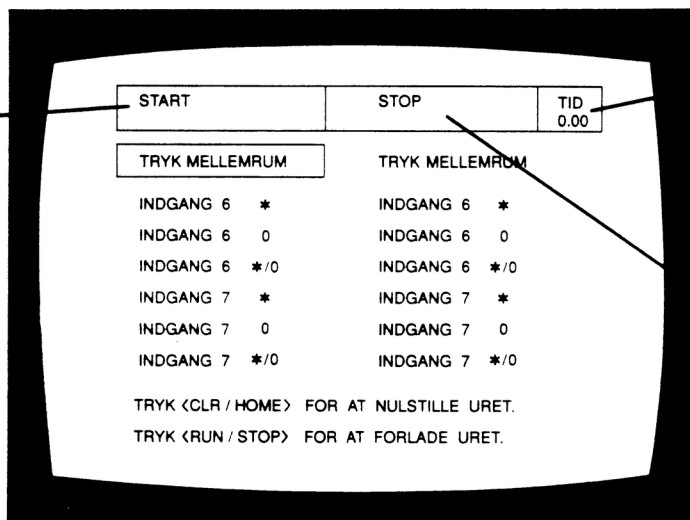 START STOP TID
0.00
TRYK MELLEMRUM TRYK MELLEMRUM
INDGANG 6 * INDGANG 6 *
INDGANG 6 0 INDGANG 6 0
INDGANG 6 */0 INDGANG 6 */0
INDGANG 7 * INDGANG 7 *
INDGANG 7 0 INDGANG 7 0
INDGANG 7 */0 INDGANG 7 */0
TRYK <CLR / HOME> FOR AT NULSTILLE URET.
TRYK <RUN / STOP> FOR AT FORLADE URET.